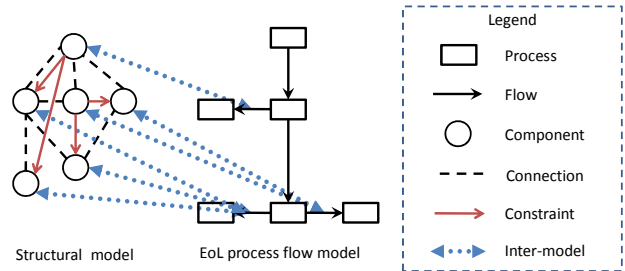 Legend
Process
Flow
Component
Connection
Constraint
Inter-model
Structural model
EoL process flow model